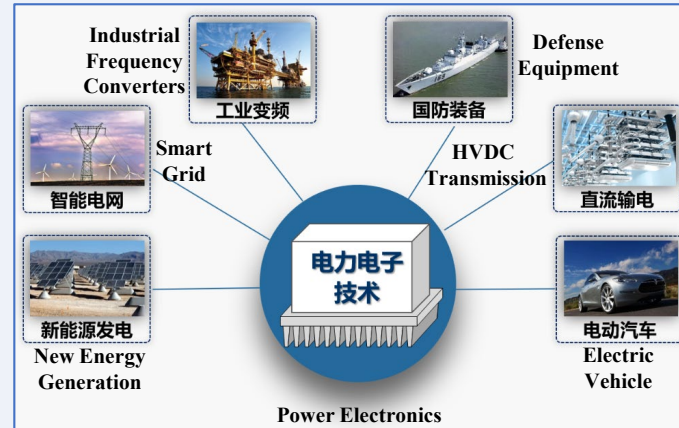 Industrial
Frequency
Converters
工业变频
国防装备
Defense
Equipment
智能电网
Smart
Grid
HVDC
Transmission
直流输电
电力电子
技术
新能源发电
New Energy
Generation
电动汽车
Electric
Vehicle
Power Electronics